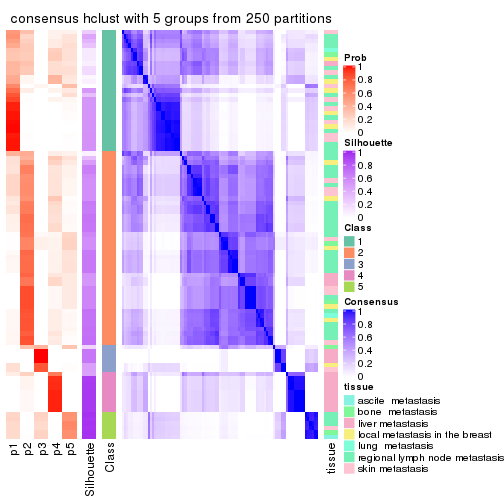 consensus hclust with 5 groups from 250 partitions
Prob
1
0.8
0.6
0.4
0.2
0
Silhouette
1
0.8
0.6
0.4
0.2
0
Class
1
2
3
4
5
Consensus
1
0.8
0.6
0.4
0.2
0
tissue
ascite metastasis
bone metastasis
liver metastasis
local metastasis in the breast
lung metastasis
regional lymph node metastasis
skin metastasis
p1
p2
p3
p4
p5
Silhouette
Class
tissue